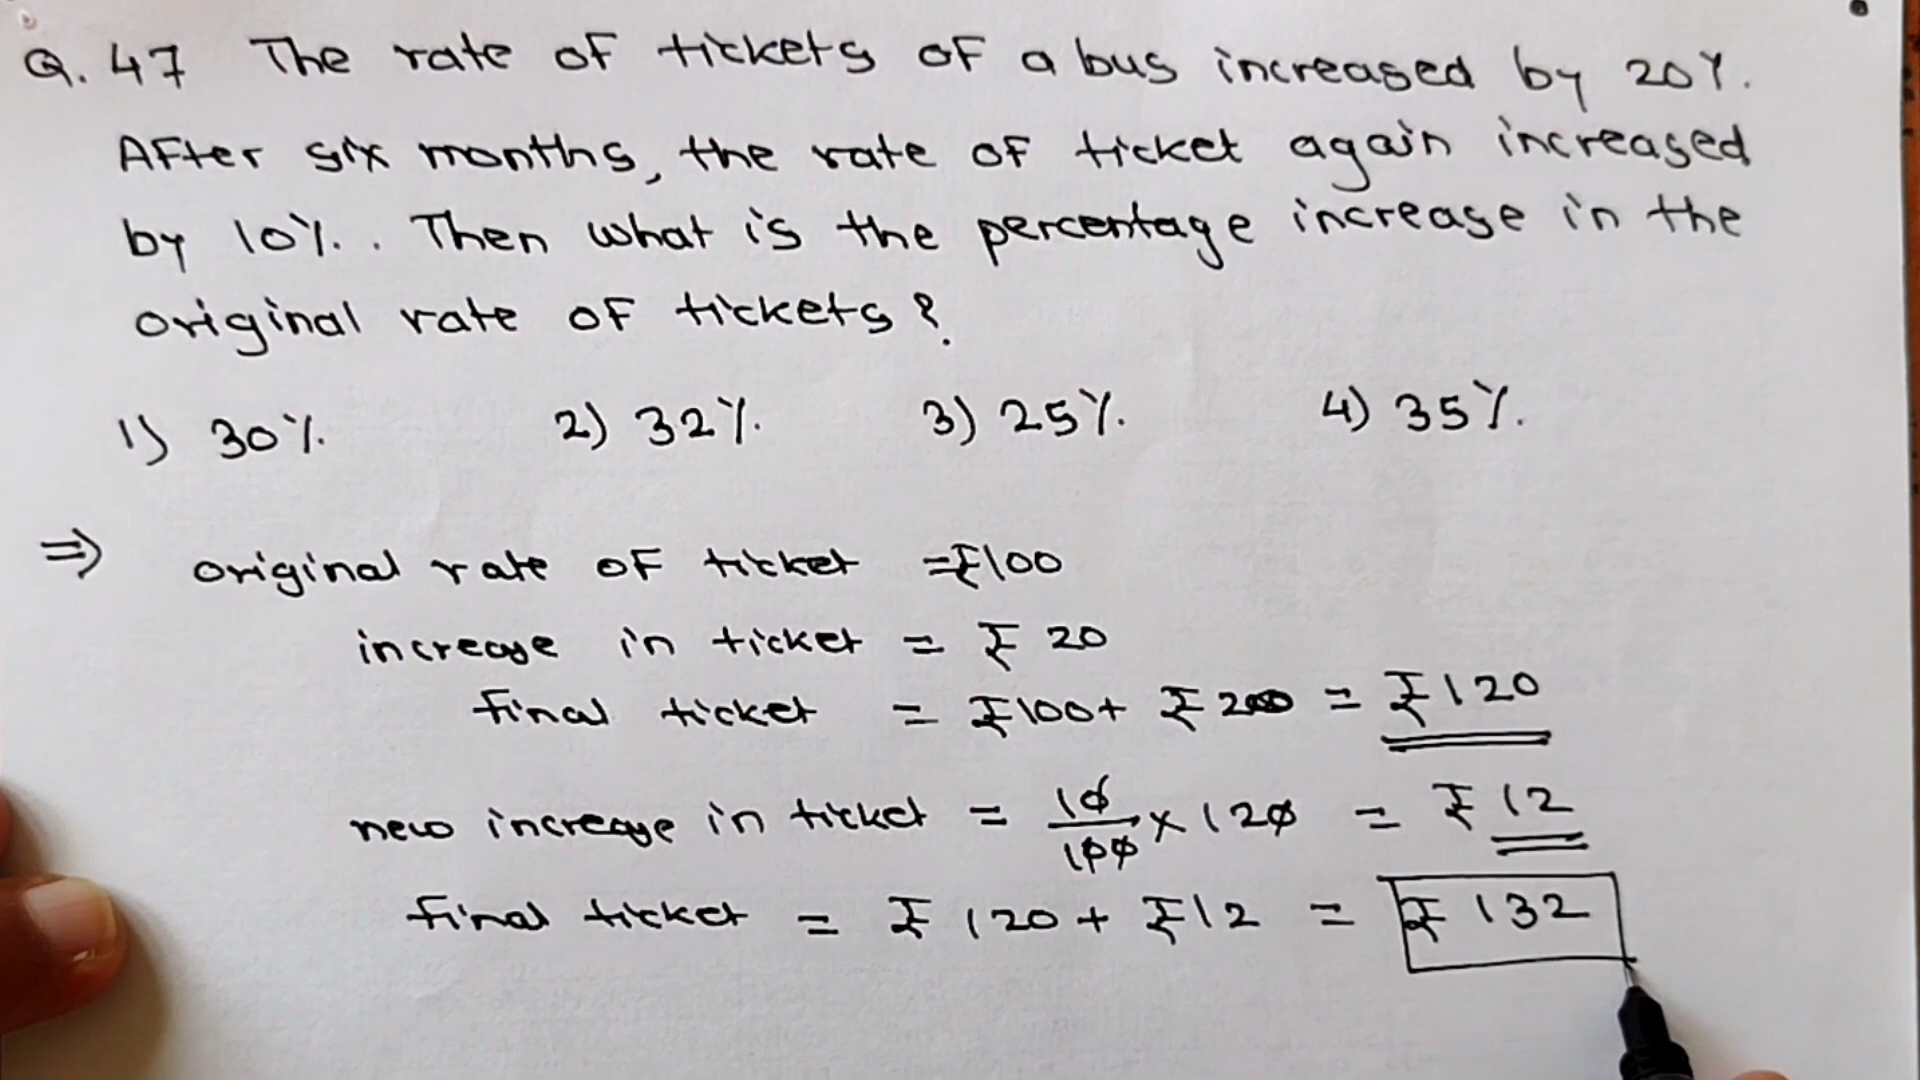 Q. 47 The rate of tickets of a bus increased by 20%.
After six months, the rate of ticket again increased
by 10%. . Then what is the percentage increase in the
original rate of tickets?
1) 30% 2) 32% 3) 25% 4) 35%
⇒ original rate of ticket = ₹100
increase in ticket = ₹ 20
final ticket = ₹100 + ₹20 = ₹120
new increase in ticket = 10/100 × 120 = ₹ 12
final ticket = ₹ 120 + ₹12 = ₹ 132